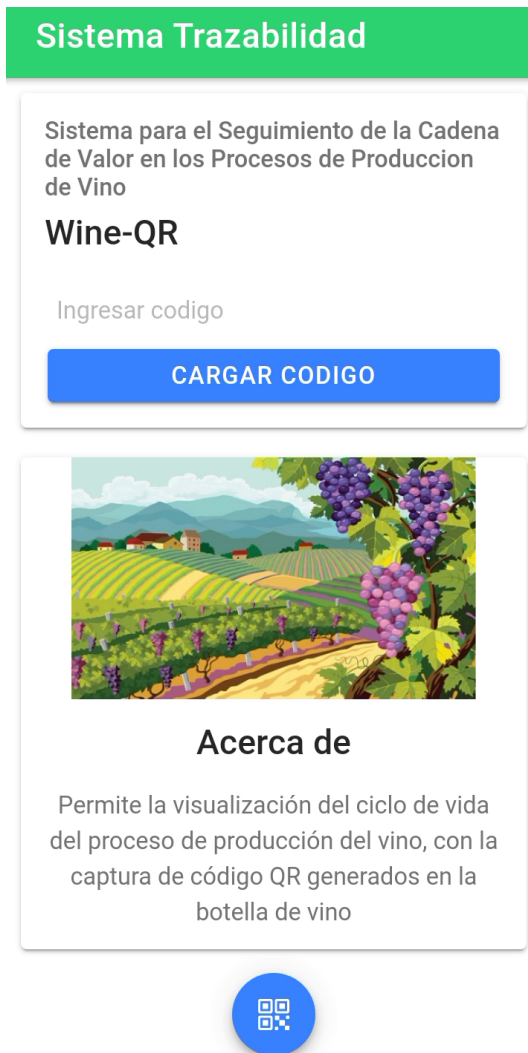 Sistema Trazabilidad
Sistema para el Seguimiento de la Cadena
de Valor en los Procesos de Produccion
de Vino
Wine-QR
Ingresar codigo
CARGAR CODIGO
Acerca de
Permite la visualización del ciclo de vida
del proceso de producción del vino, con la
captura de código QR generados en la
botella de vino